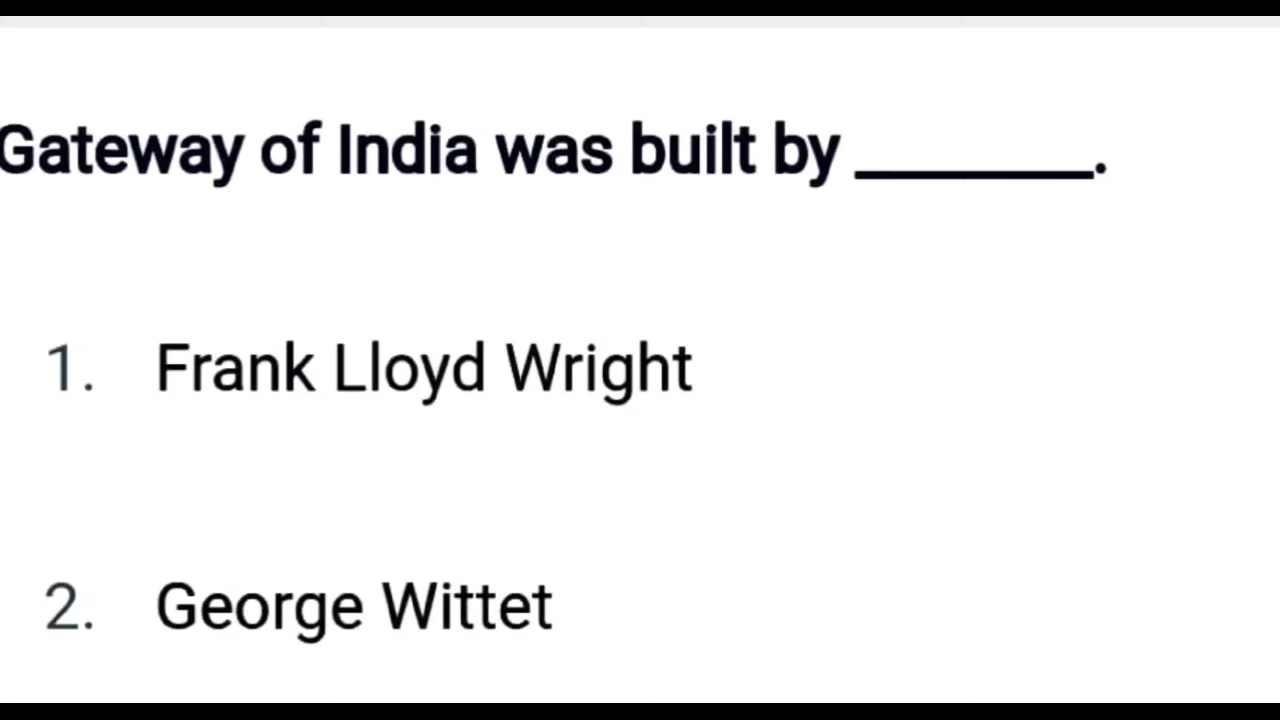 Gateway of India was built by ________.
1. Frank Lloyd Wright
2. George Wittet